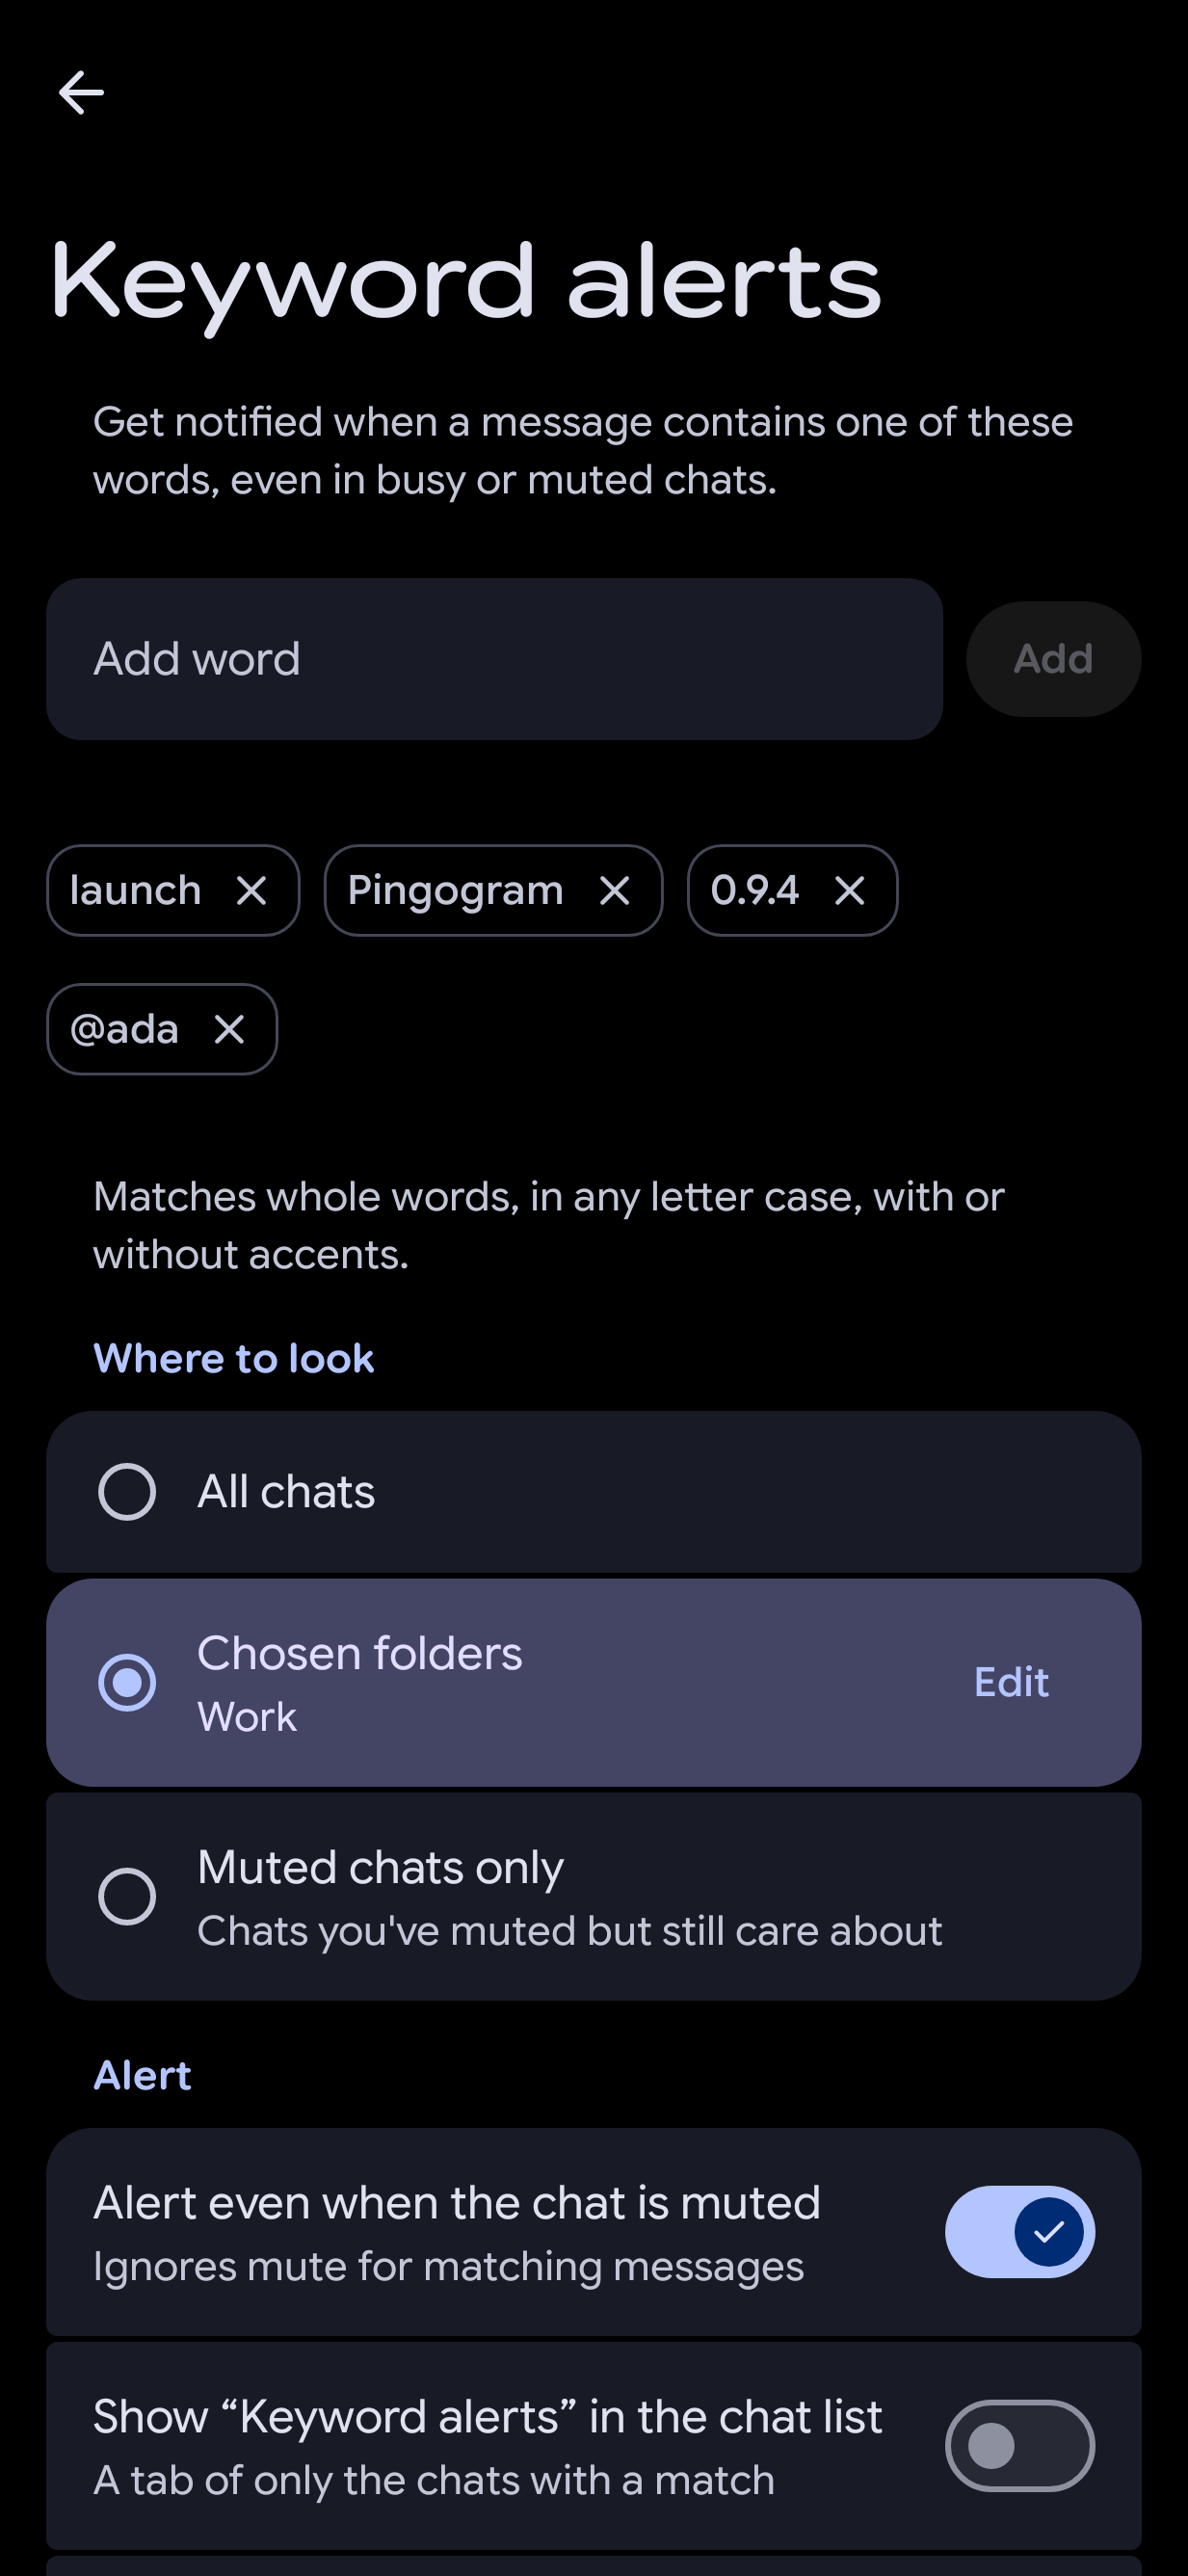 Keyword alerts
Get notified when a message contains one of these
words, even in busy or muted chats.
Add word
Add
launch
Pingogram
0.9.4
@ada
Matches whole words, in any letter case, with or
without accents.
Where to look
All chats
Chosen folders
Work
Edit
Muted chats only
Chats you've muted but still care about
Alert
Alert even when the chat is muted
Ignores mute for matching messages
Show “Keyword alerts” in the chat list
A tab of only the chats with a match